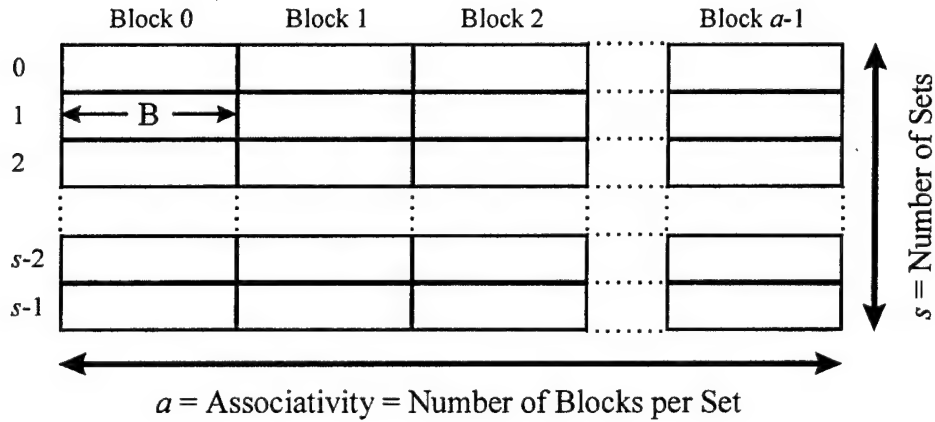 Block 0 Block 1 Block 2 Block a-1
0
1 B
2
s-2
s-1
s = Number of Sets
a = Associativity = Number of Blocks per Set